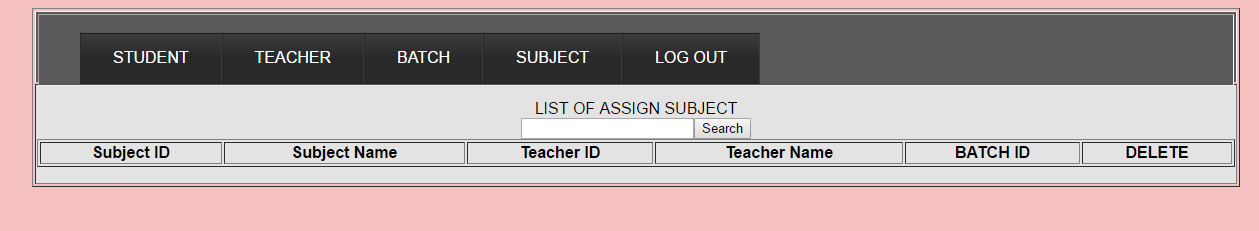 STUDENT TEACHER BATCH SUBJECT LOG OUT
LIST OF ASSIGN SUBJECT
Search
Subject ID Subject Name Teacher ID Teacher Name BATCH ID DELETE